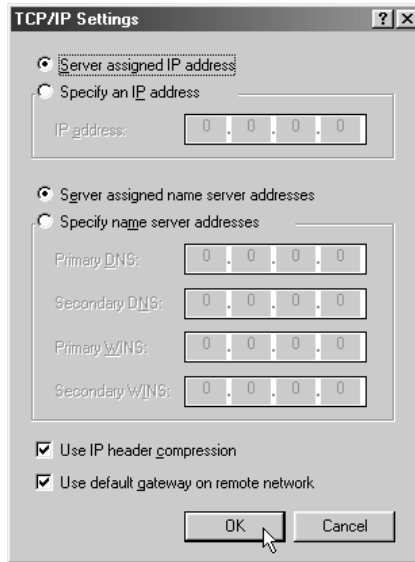 TCP/IP Settings
Server assigned IP address
Specify an IP address
IP address: 0 . 0 . 0 . 0
Server assigned name server addresses
Specify name server addresses
Primary DNS: 0 . 0 . 0 . 0
Secondary DNS: 0 . 0 . 0 . 0
Primary WINS: 0 . 0 . 0 . 0
Secondary WINS: 0 . 0 . 0 . 0
Use IP header compression
Use default gateway on remote network
OK Cancel